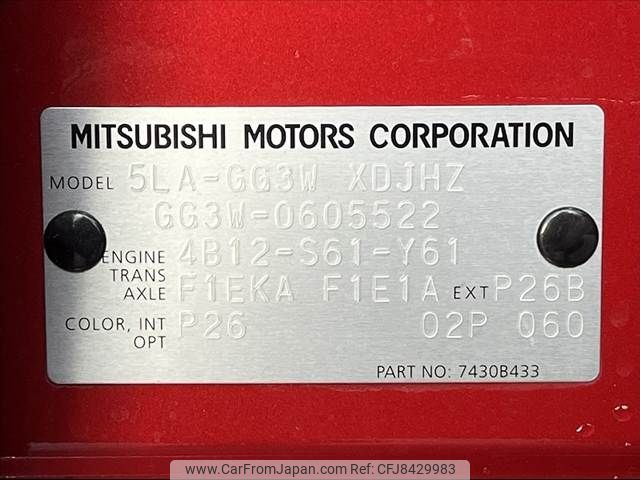 MITSUBISHI MOTORS CORPORATION
MODEL 5LA-GG3W XDJHZ
GG3W-0605522
ENGINE 4B12-S61-Y61
TRANS
AXLE F1EKA F1E1A EXT P26B
COLOR, INT P26 02P 060
OPT
PART NO: 7430B433
www.CarFromJapan.com | ID: CFJ8429983